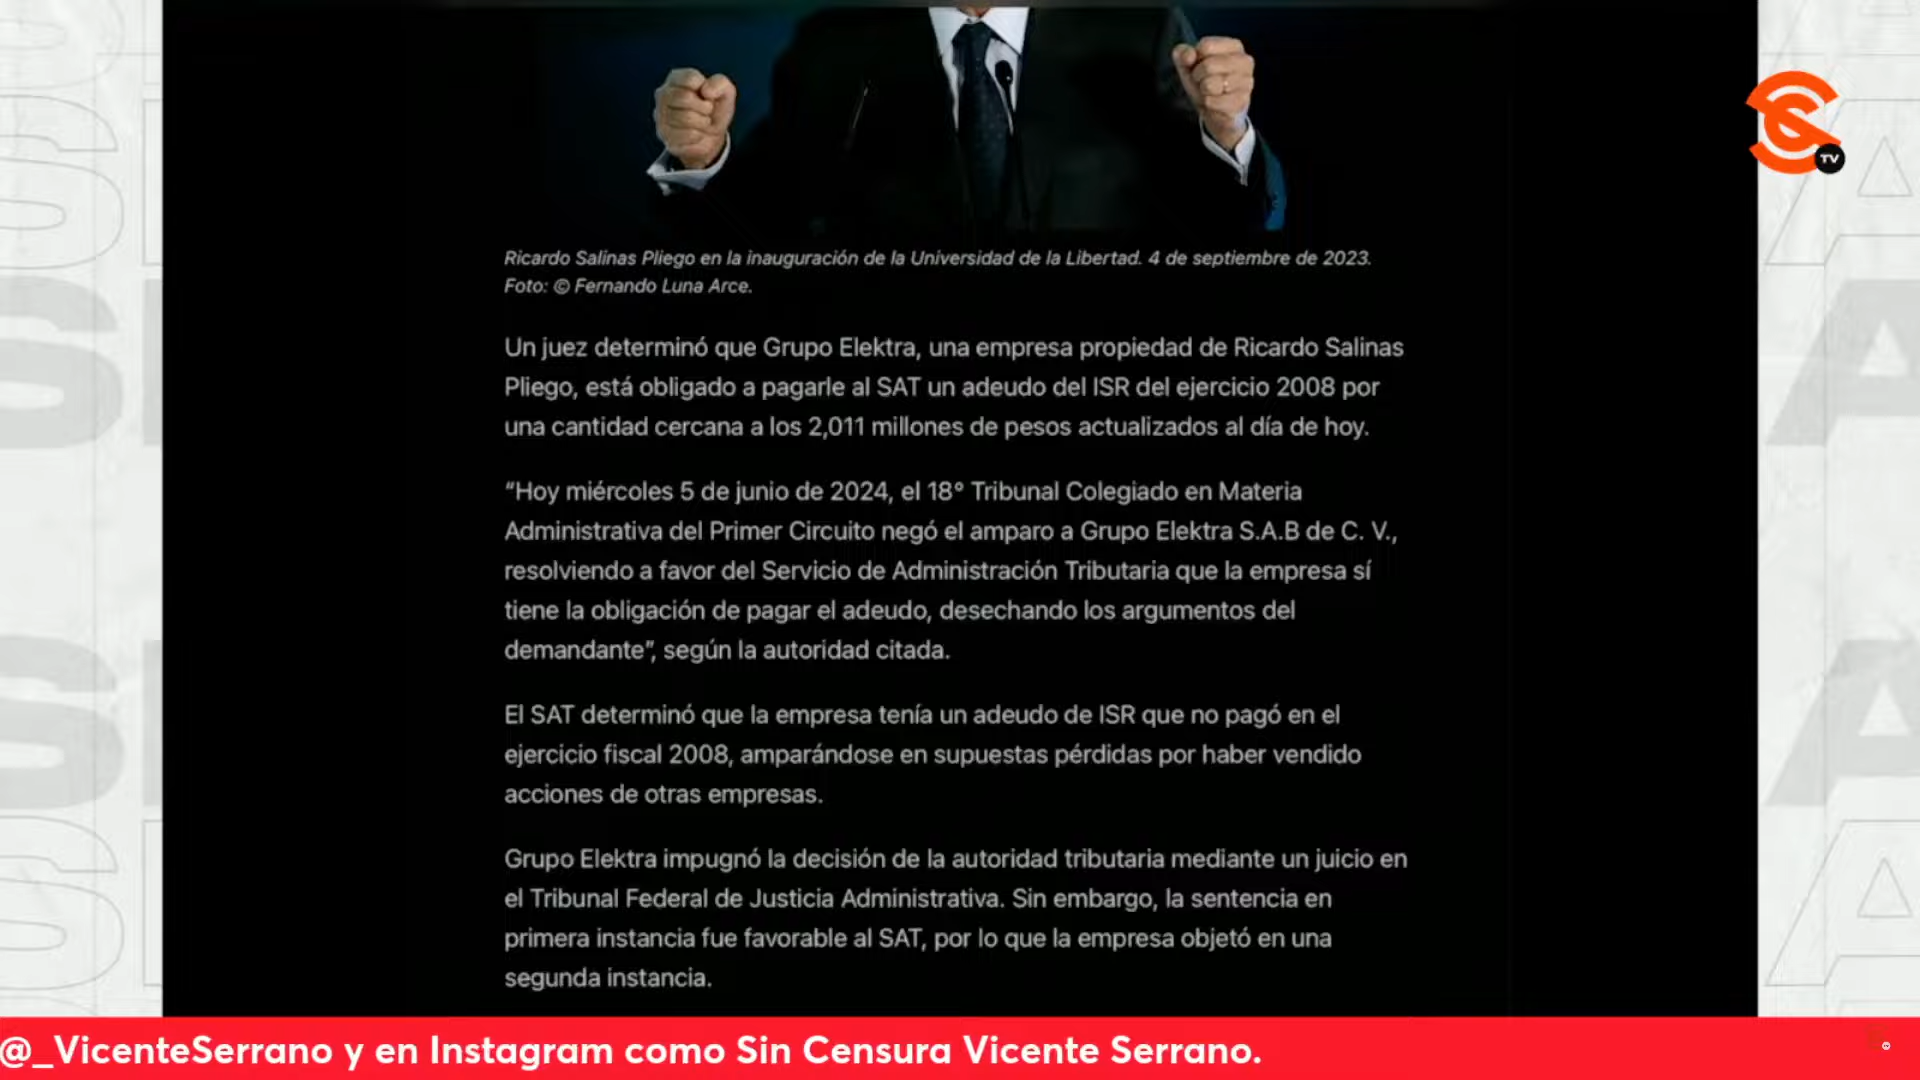 TV
Ricardo Salinas Pliego en la inauguración de la Universidad de la Libertad. 4 de septiembre de 2023.
Foto: © Fernando Luna Arce.
Un juez determinó que Grupo Elektra, una empresa propiedad de Ricardo Salinas
Pliego, está obligado a pagarle al SAT un adeudo del ISR del ejercicio 2008 por
una cantidad cercana a los 2,011 millones de pesos actualizados al día de hoy.
“Hoy miércoles 5 de junio de 2024, el 18° Tribunal Colegiado en Materia
Administrativa del Primer Circuito negó el amparo a Grupo Elektra S.A.B de C. V.,
resolviendo a favor del Servicio de Administración Tributaria que la empresa sí
tiene la obligación de pagar el adeudo, desechando los argumentos del
demandante”, según la autoridad citada.
El SAT determinó que la empresa tenía un adeudo de ISR que no pagó en el
ejercicio fiscal 2008, amparándose en supuestas pérdidas por haber vendido
acciones de otras empresas.
Grupo Elektra impugnó la decisión de la autoridad tributaria mediante un juicio en
el Tribunal Federal de Justicia Administrativa. Sin embargo, la sentencia en
primera instancia fue favorable al SAT, por lo que la empresa objetó en una
segunda instancia.
@_VicenteSerrano y en Instagram como Sin Censura Vicente Serrano.